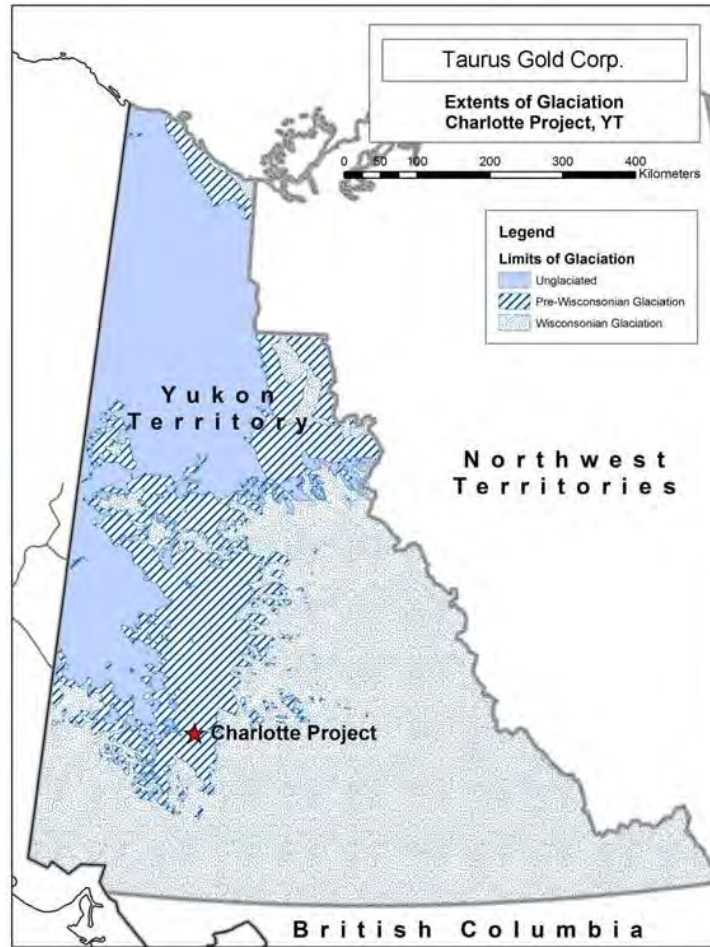 Taurus Gold Corp.
Extents of Glaciation
Charlotte Project, YT
0 50 100 200 300 400
Kilometers
Legend
Limits of Glaciation
Unglaciated
Pre-Wisconsonian Glaciation
Wisconsonian Glaciation
Yukon
Territory
Northwest
Territories
Charlotte Project
British Columbia